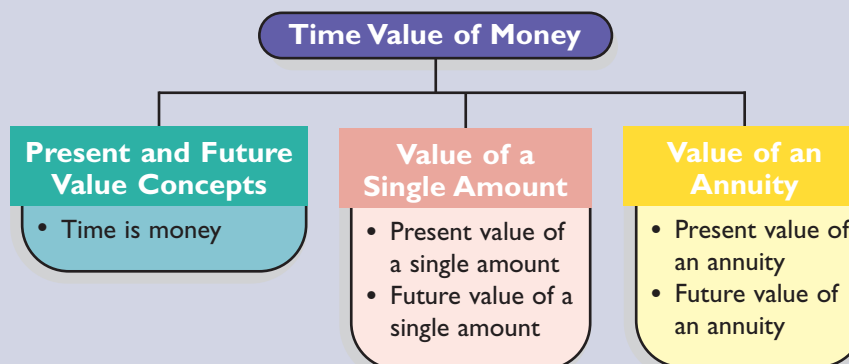 Time Value of Money
Present and Future
Value Concepts
• Time is money
Value of a
Single Amount
• Present value of
a single amount
• Future value of a
single amount
Value of an
Annuity
• Present value of
an annuity
• Future value of
an annuity